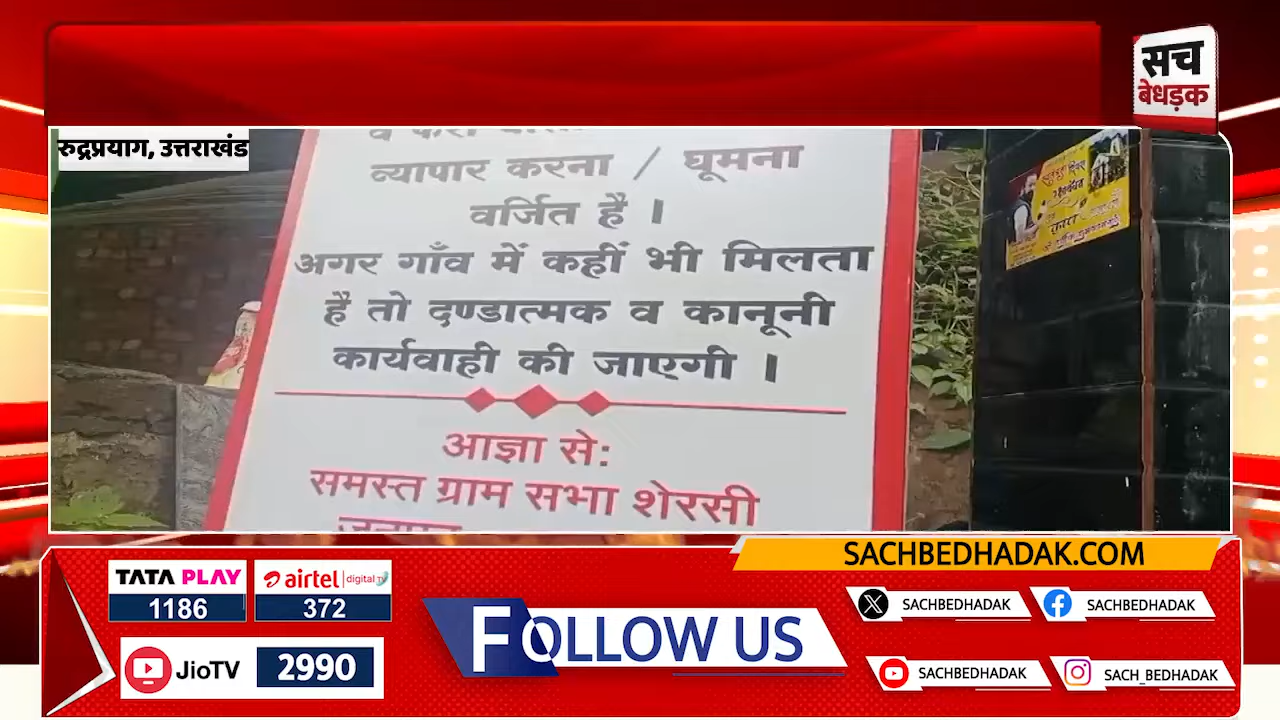 सच
बेधड़क
रुद्रप्रयाग, उत्तराखंड
व्यापार करना / घूमना
वर्जित है ।
अगर गाँव में कहीं भी मिलता
है तो दण्डात्मक व कानूनी
कार्यवाही की जाएगी ।
आज्ञा से:
समस्त ग्राम सभा शेरसी
SACHBEDHADAK.COM
TATA PLAY
1186
airtel digital TV
372
JioTV
2990
FOLLOW US
SACHBEDHADAK
SACHBEDHADAK
SACHBEDHADAK
SACH_BEDHADAK